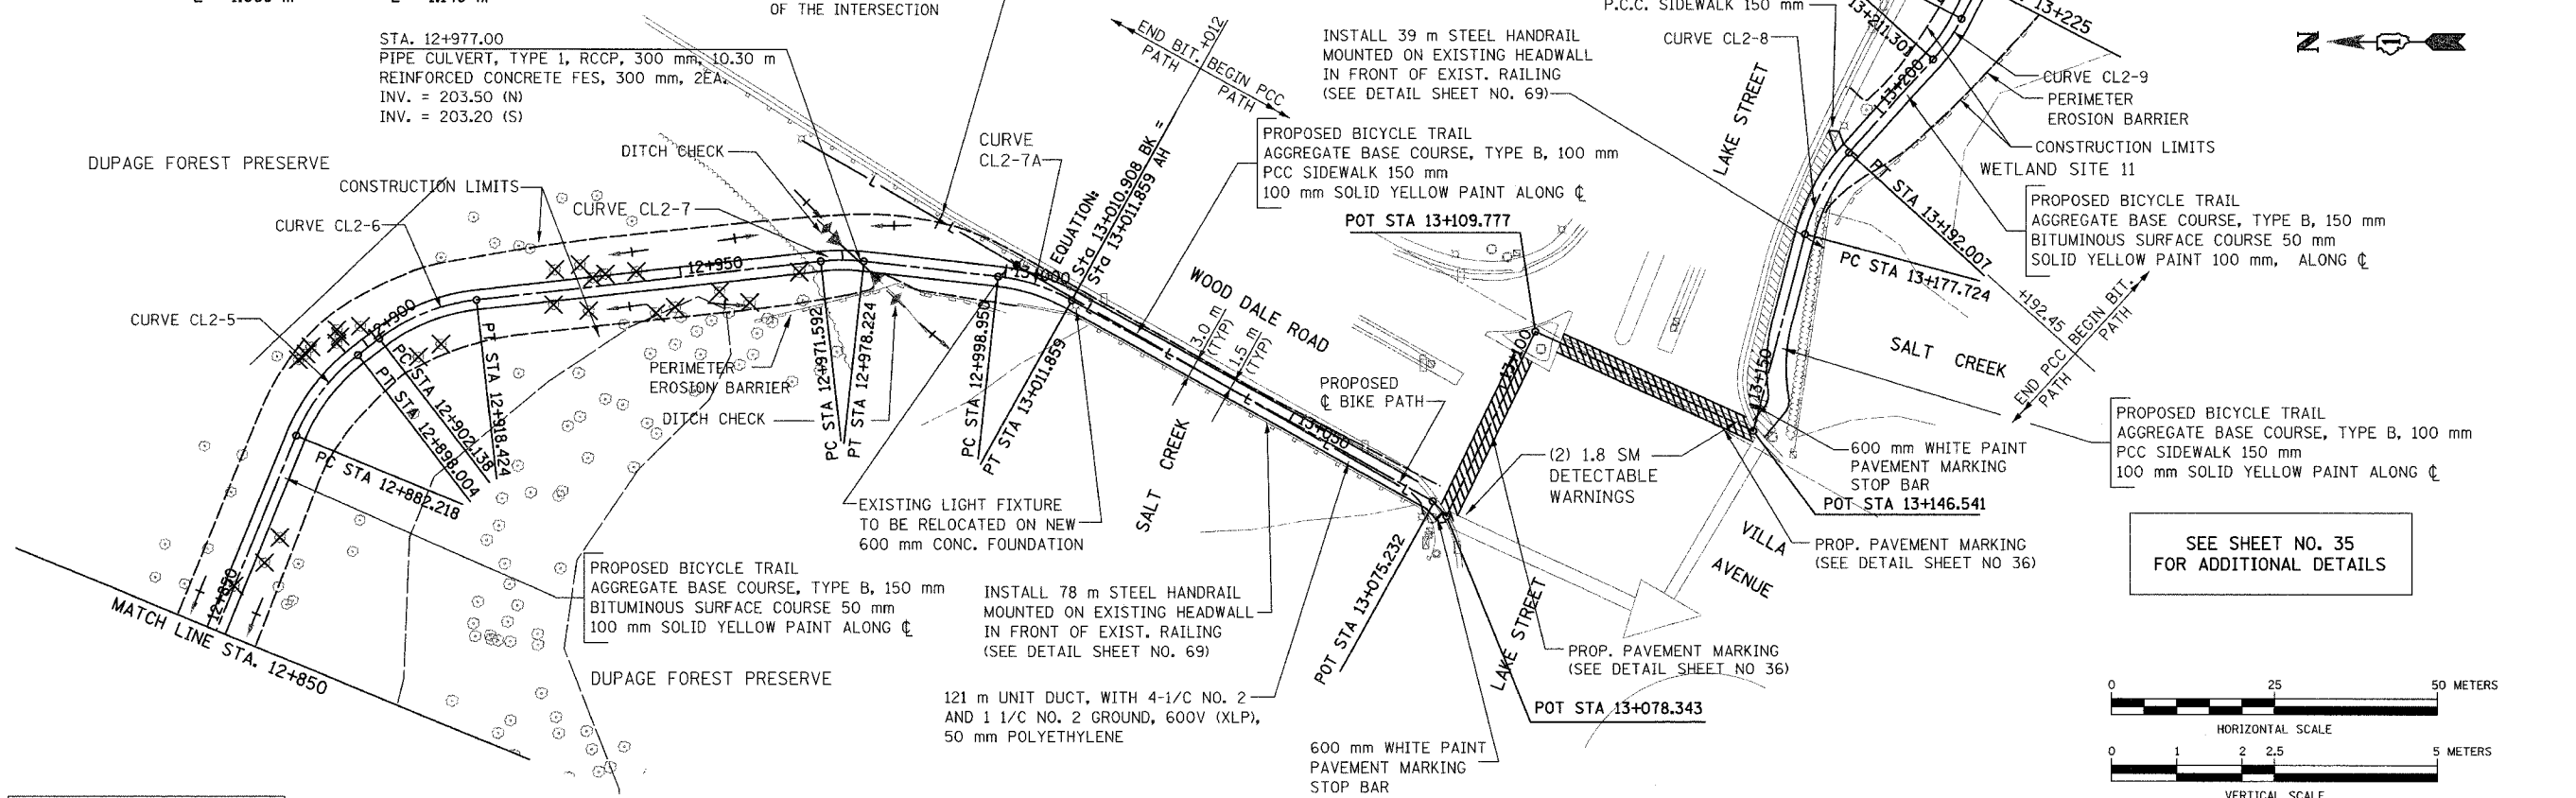 OF THE INTERSECTION
STA. 12+977.00
PIPE CULVERT, TYPE 1, RCCP, 300 mm, 10.30 m
REINFORCED CONCRETE FES, 300 mm, 2EA.
INV. = 203.50 (N)
INV. = 203.20 (S)
DUPAGE FOREST PRESERVE
CONSTRUCTION LIMITS
CURVE CL2-6
CURVE CL2-5
DITCH CHECK
CURVE CL2-7
CURVE
CL2-7A
END BIT. BEGIN PCC
PATH
PATH
+012
EQUATION:
Sta 13+010.908 BK =
Sta 13+011.859 AH
PROPOSED BICYCLE TRAIL
AGGREGATE BASE COURSE, TYPE B, 100 mm
PCC SIDEWALK 150 mm
100 mm SOLID YELLOW PAINT ALONG ℄
INSTALL 39 m STEEL HANDRAIL
MOUNTED ON EXISTING HEADWALL
IN FRONT OF EXIST. RAILING
(SEE DETAIL SHEET NO. 69)
P.C.C. SIDEWALK 150 mm
CURVE CL2-8
LAKE STREET
13+211.301
13+225
13+200
N
CURVE CL2-9
PERIMETER
EROSION BARRIER
CONSTRUCTION LIMITS
WETLAND SITE 11
PROPOSED BICYCLE TRAIL
AGGREGATE BASE COURSE, TYPE B, 150 mm
BITUMINOUS SURFACE COURSE 50 mm
SOLID YELLOW PAINT 100 mm, ALONG ℄
PT STA 13+192.007
PC STA 13+177.724
+192.45
END PCC BEGIN BIT.
PATH
PATH
SALT CREEK
POT STA 13+109.777
WOOD DALE ROAD
3.0 m
(TYP)
1.5 m
(TYP)
12+950
12+900
13+000
13+050
13+100
13+150
12+850
PT STA 12+898.004
PC STA 12+902.138
PT STA 12+918.424
PC STA 12+882.218
PERIMETER
EROSION BARRIER
DITCH CHECK
PC STA 12+971.592
PT STA 12+978.224
PC STA 12+998.950
PT STA 13+011.859
SALT CREEK
PROPOSED
℄ BIKE PATH
EXISTING LIGHT FIXTURE
TO BE RELOCATED ON NEW
600 mm CONC. FOUNDATION
(2) 1.8 SM
DETECTABLE
WARNINGS
600 mm WHITE PAINT
PAVEMENT MARKING
STOP BAR
POT STA 13+146.541
PROPOSED BICYCLE TRAIL
AGGREGATE BASE COURSE, TYPE B, 100 mm
PCC SIDEWALK 150 mm
100 mm SOLID YELLOW PAINT ALONG ℄
VILLA
AVENUE
PROP. PAVEMENT MARKING
(SEE DETAIL SHEET NO 36)
SEE SHEET NO. 35
FOR ADDITIONAL DETAILS
MATCH LINE STA. 12+850
PROPOSED BICYCLE TRAIL
AGGREGATE BASE COURSE, TYPE B, 150 mm
BITUMINOUS SURFACE COURSE 50 mm
100 mm SOLID YELLOW PAINT ALONG ℄
DUPAGE FOREST PRESERVE
INSTALL 78 m STEEL HANDRAIL
MOUNTED ON EXISTING HEADWALL
IN FRONT OF EXIST. RAILING
(SEE DETAIL SHEET NO. 69)
121 m UNIT DUCT, WITH 4-1/C NO. 2
AND 1 1/C NO. 2 GROUND, 600V (XLP),
50 mm POLYETHYLENE
POT STA 13+075.232
LAKE STREET
PROP. PAVEMENT MARKING
(SEE DETAIL SHEET NO 36)
POT STA 13+078.343
600 mm WHITE PAINT
PAVEMENT MARKING
STOP BAR
0 25 50 METERS
HORIZONTAL SCALE
0 1 2 2.5 5 METERS
VERTICAL SCALE